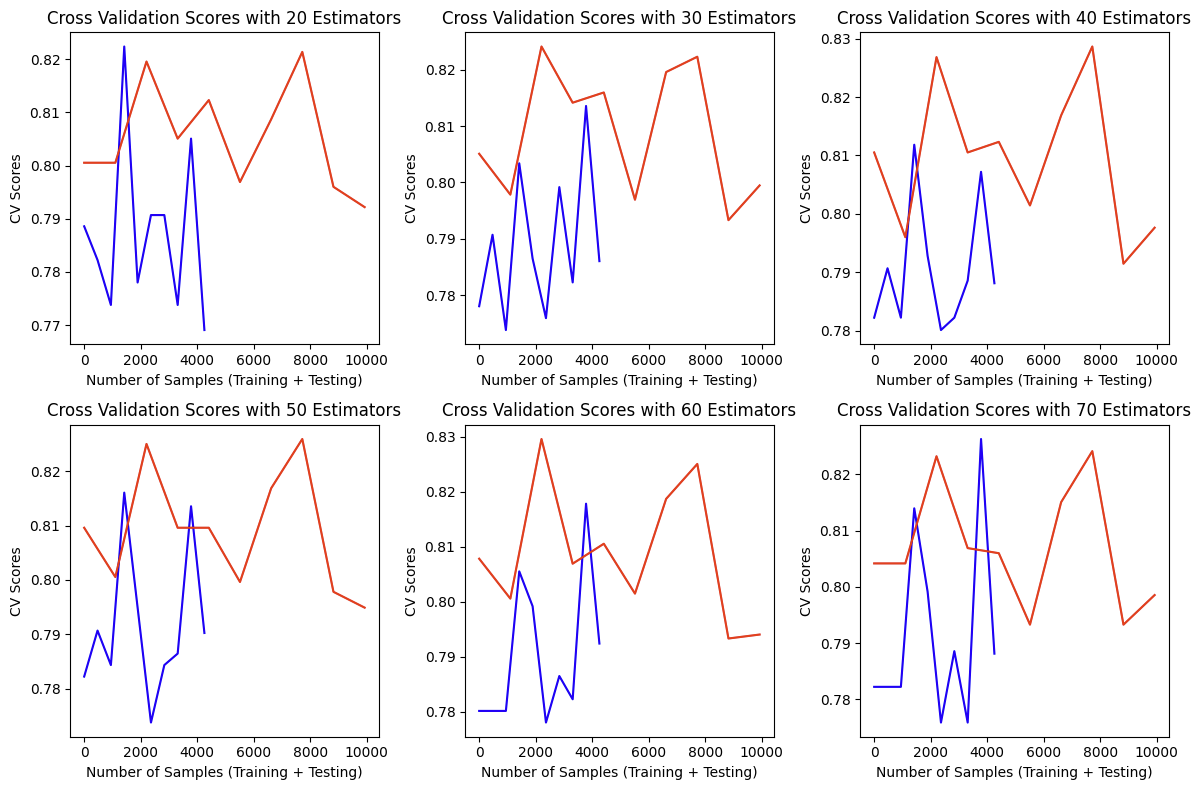 Cross Validation Scores with 20 Estimators
CV Scores
0.82
0.81
0.80
0.79
0.78
0.77
0 2000 4000 6000 8000 10000
Number of Samples (Training + Testing)
Cross Validation Scores with 30 Estimators
CV Scores
0.82
0.81
0.80
0.79
0.78
0 2000 4000 6000 8000 10000
Number of Samples (Training + Testing)
Cross Validation Scores with 40 Estimators
CV Scores
0.83
0.82
0.81
0.80
0.79
0.78
0 2000 4000 6000 8000 10000
Number of Samples (Training + Testing)
Cross Validation Scores with 50 Estimators
CV Scores
0.82
0.81
0.80
0.79
0.78
0 2000 4000 6000 8000 10000
Number of Samples (Training + Testing)
Cross Validation Scores with 60 Estimators
CV Scores
0.83
0.82
0.81
0.80
0.79
0.78
0 2000 4000 6000 8000 10000
Number of Samples (Training + Testing)
Cross Validation Scores with 70 Estimators
CV Scores
0.82
0.81
0.80
0.79
0.78
0 2000 4000 6000 8000 10000
Number of Samples (Training + Testing)